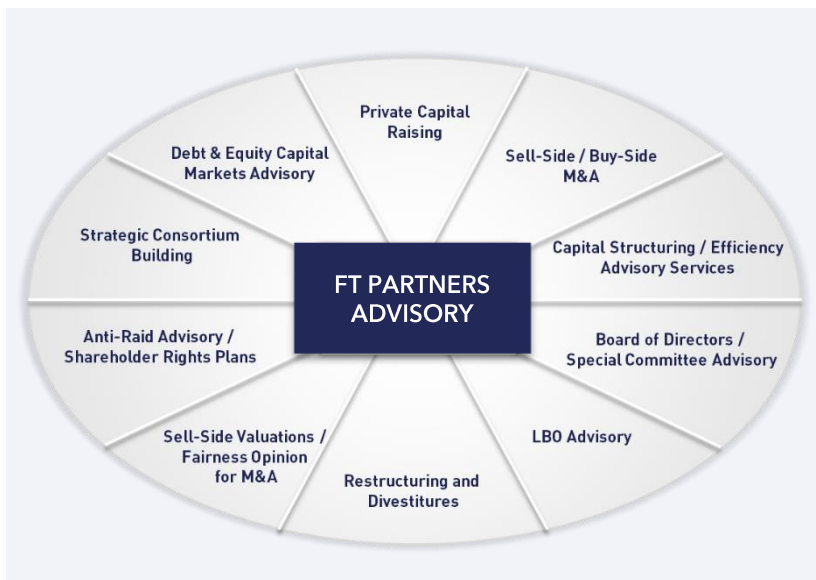 Private Capital
Raising
Debt & Equity Capital
Markets Advisory
Sell-Side / Buy-Side
M&A
Strategic Consortium
Building
Capital Structuring / Efficiency
Advisory Services
FT PARTNERS
ADVISORY
Anti-Raid Advisory /
Shareholder Rights Plans
Board of Directors /
Special Committee Advisory
Sell-Side Valuations /
Fairness Opinion
for M&A
LBO Advisory
Restructuring and
Divestitures